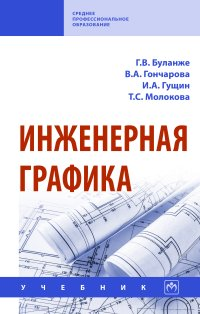 СРЕДНЕЕ
ПРОФЕССИОНАЛЬНОЕ
ОБРАЗОВАНИЕ
Г.В. Буланже
В.А. Гончарова
И.А. Гущин
Т.С. Молокова
ИНЖЕНЕРНАЯ
ГРАФИКА
УЧЕБНИК